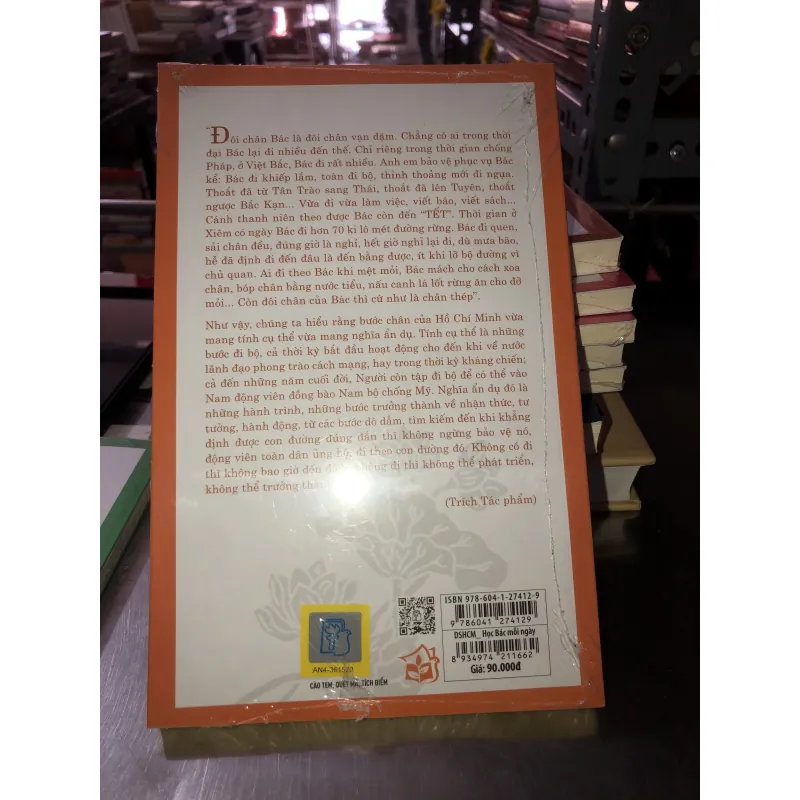 “Đôi chân Bác là đôi chân vạn dặm. Chẳng có ai trong thời
đại Bác lại đi nhiều đến thế. Chỉ riêng trong thời gian chống
Pháp, ở Việt Bắc, Bác đi rất nhiều. Anh em bảo vệ phục vụ Bác
kể: Bác đi khiếp lắm, toàn đi bộ, thỉnh thoảng mới đi ngựa.
Thoắt đã từ Tân Trào sang Thái, thoắt đã lên Tuyên, thoắt
ngược Bắc Kạn... Vừa đi vừa làm việc, viết báo, viết sách...
Cánh thanh niên theo được Bác còn đến “TẾT”. Thời gian ở
Xiêm có ngày Bác đi hơn 70 ki lô mét đường rừng. Bác đi quen,
sải chân đều, đúng giờ là nghỉ, hết giờ nghỉ lại đi, dù mưa bão,
hễ đã định đi đến đâu là đến bằng được, ít khi lỡ bộ đường vì
chủ quan. Ai đi theo Bác khi mệt mỏi, Bác mách cho cách xoa
chân, bóp chân bằng nước tiểu, nấu canh lá lốt rừng ăn cho đỡ
mỏi... Còn đôi chân của Bác thì cứ như là chân thép”.
Như vậy, chúng ta hiểu rằng bước chân của Hồ Chí Minh vừa
mang tính cụ thể vừa mang nghĩa ẩn dụ. Tính cụ thể là những
bước đi bộ, cả thời kỳ bắt đầu hoạt động cho đến khi về nước
lãnh đạo phong trào cách mạng, hay trong thời kỳ kháng chiến;
cả đến những năm cuối đời, Người còn tập đi bộ để có thể vào
Nam động viên đồng bào Nam bộ chống Mỹ. Nghĩa ẩn dụ đó là
những hành trình, những bước trưởng thành về nhận thức, tư
tưởng, hành động, từ các bước dò dẫm, tìm kiếm đến khi khẳng
định được con đường đúng đắn thì không ngừng bảo vệ nó,
động viên toàn dân ủng hộ, đi theo con đường đó. Không có đi
thì không bao giờ đến đích, không đi thì không thể phát triển,
không thể trưởng
(Trích Tác phẩm)
ISBN 978-604-1-27412-9
9 786041 274129
DSHCM_ Học Bác mỗi ngày
8 934974 211662
Giá: 90.000đ
CÀO TEM, QUÉT MÃ, TÍCH ĐIỂM